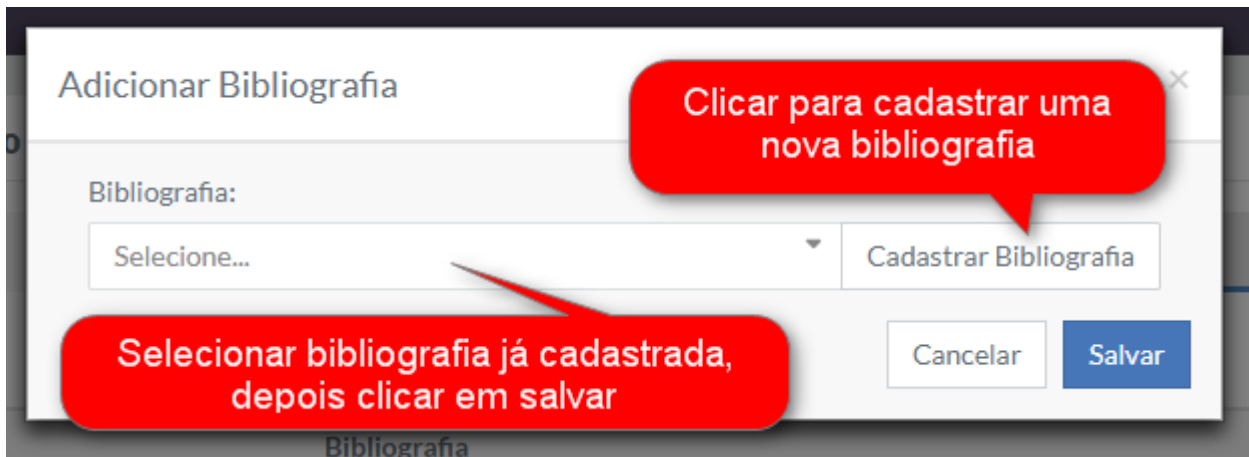 Adicionar Bibliografia
×
Clicar para cadastrar uma
nova bibliografia
o
Bibliografia:
Selecione...
Cadastrar Bibliografia
Selecionar bibliografia já cadastrada,
depois clicar em salvar
Cancelar
Salvar
Bibliografia